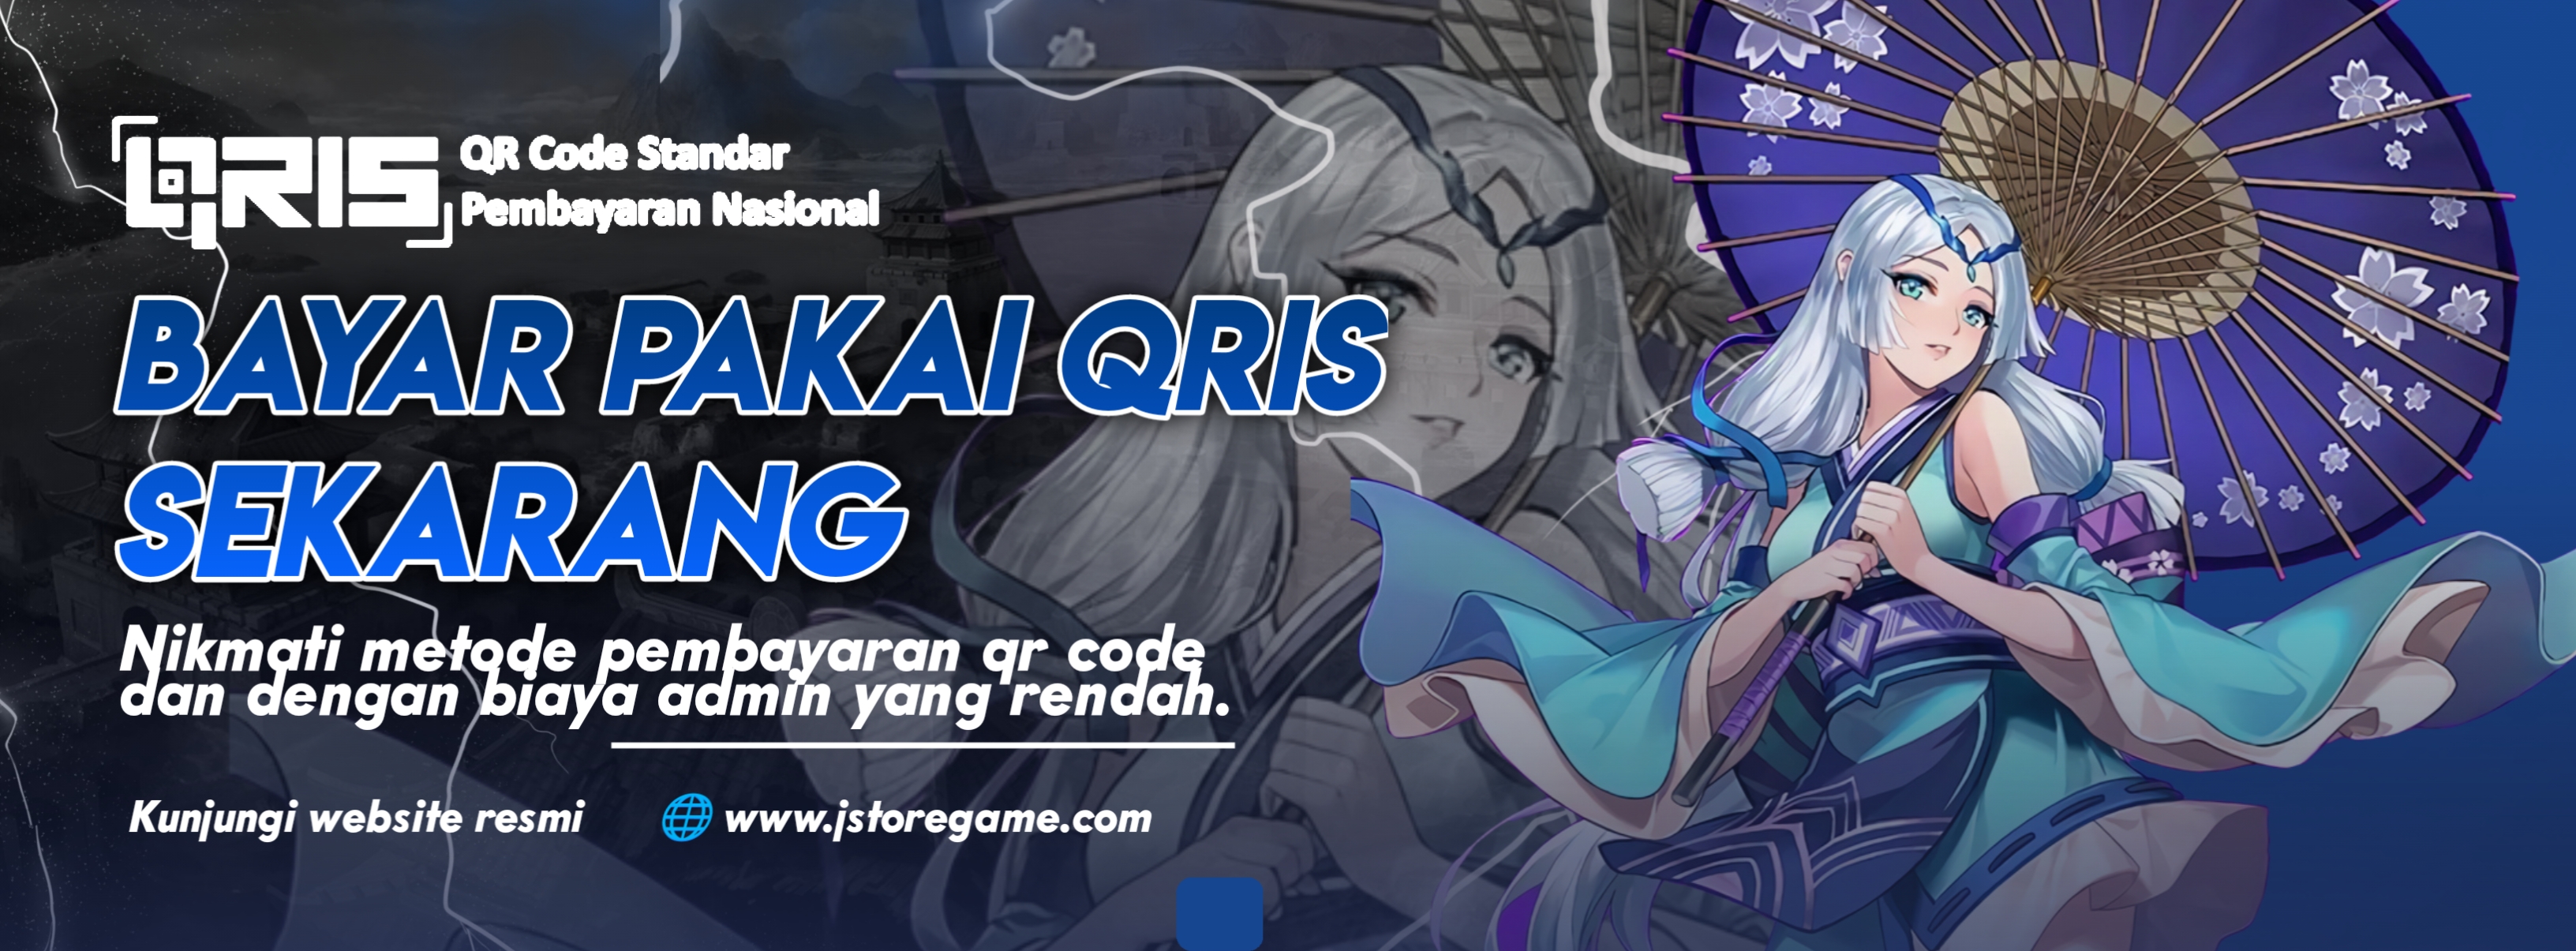 QRIS
QR Code Standar
Pembayaran Nasional
BAYAR PAKAI QRIS
SEKARANG
Nikmati metode pembayaran qr code
dan dengan biaya admin yang rendah.
Kunjungi website resmi www.jstoregame.com